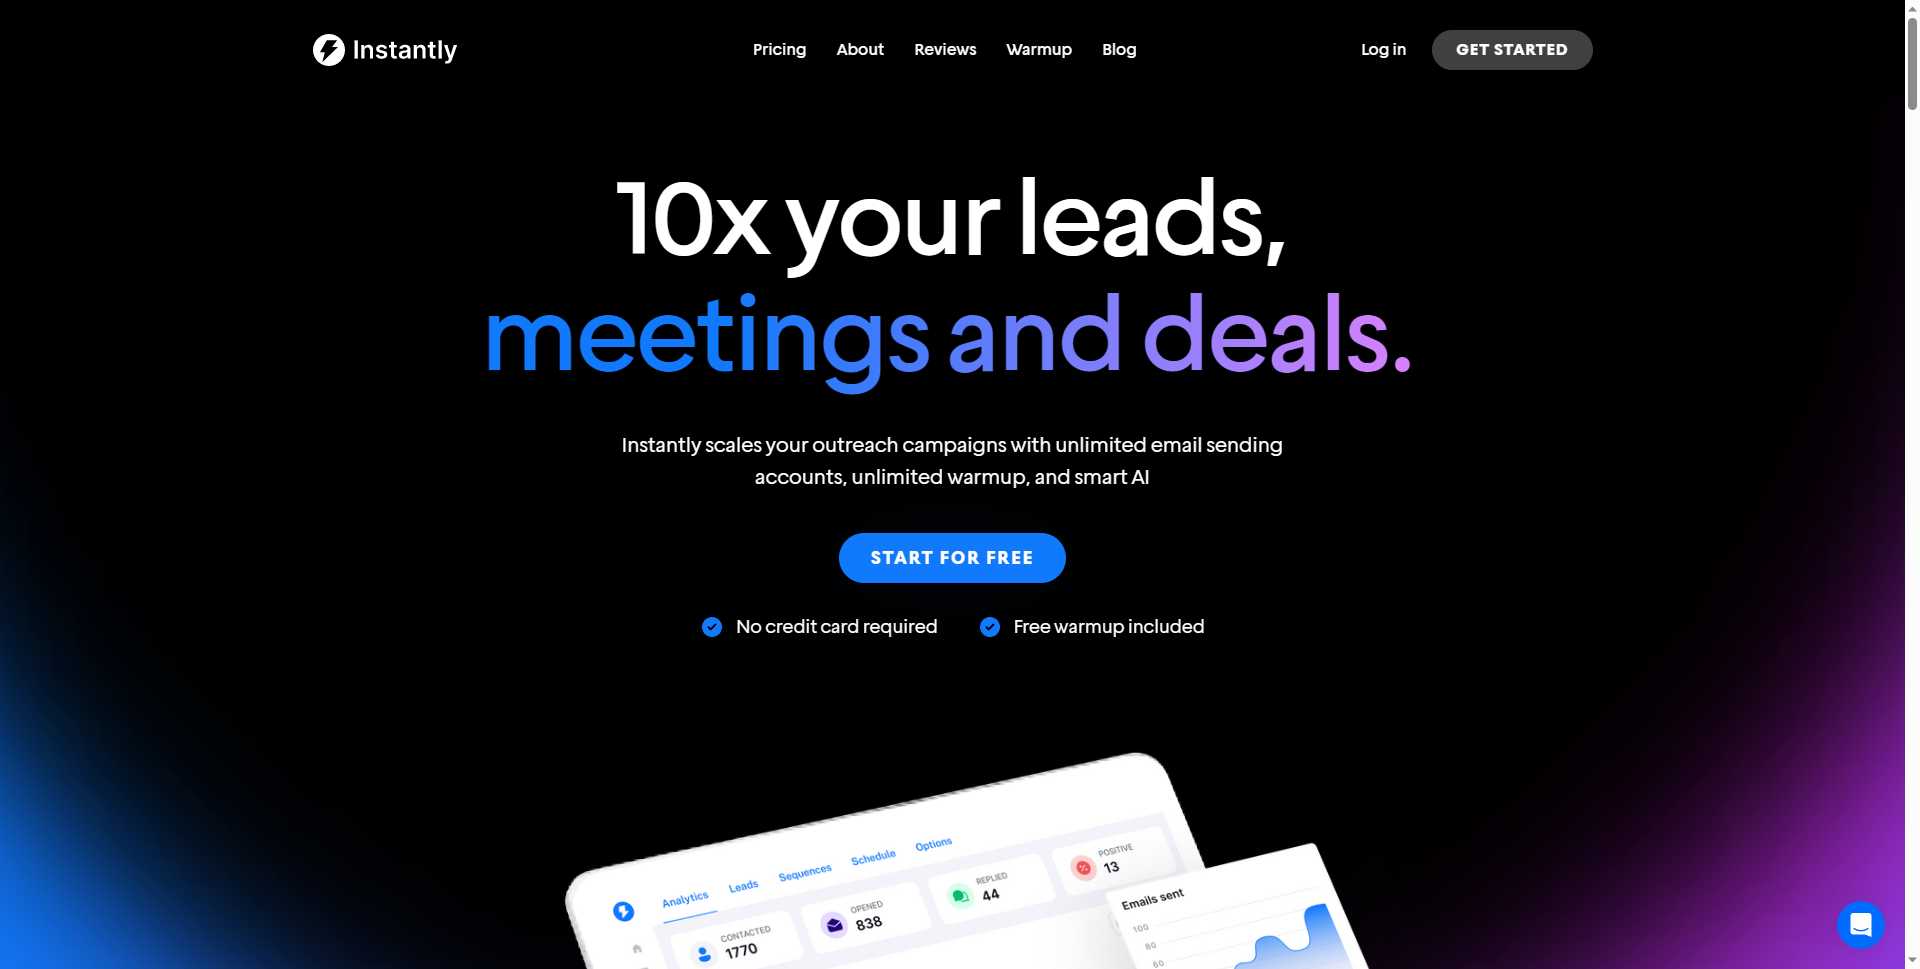 Instantly
Pricing
About
Reviews
Warmup
Blog
Log in
GET STARTED
10x your leads,
meetings and deals.
Instantly scales your outreach campaigns with unlimited email sending
accounts, unlimited warmup, and smart AI
START FOR FREE
No credit card required
Free warmup included
Analytics
Leads
Sequences
Schedule
Options
CONTACTED
1770
OPENED
838
REPLIED
44
POSITIVE
13
Emails sent
100
80
60